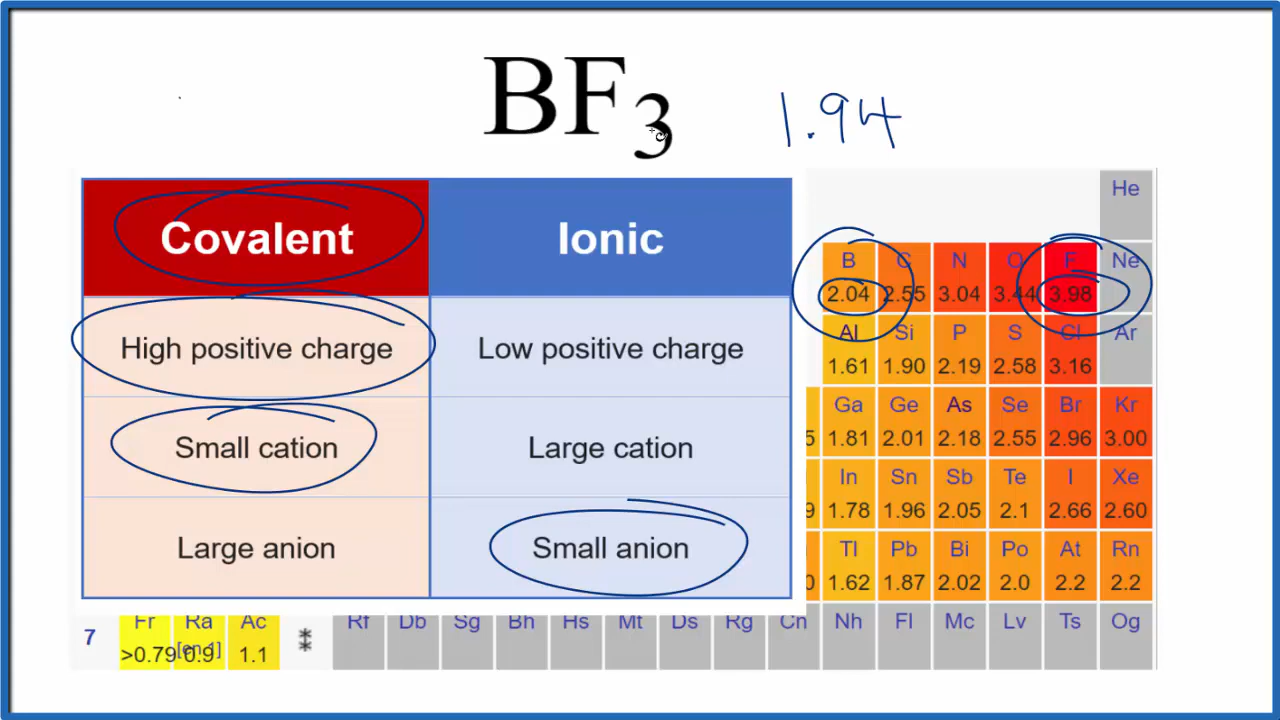 BF3 1.94
Covalent Ionic
High positive charge Low positive charge
Small cation Large cation
Large anion Small anion
He
B C N O F Ne
2.04 2.55 3.04 3.44 3.98
Al Si P S Cl Ar
1.61 1.90 2.19 2.58 3.16
Ga Ge As Se Br Kr
5 1.81 2.01 2.18 2.55 2.96 3.00
In Sn Sb Te I Xe
9 1.78 1.96 2.05 2.1 2.66 2.60
Tl Pb Bi Po At Rn
0 1.62 1.87 2.02 2.0 2.2 2.2
7 Fr Ra Ac ** Rf Db Sg Bh Hs Mt Ds Rg Cn Nh Fl Mc Lv Ts Og
>0.79 0.9 [en 1] 1.1